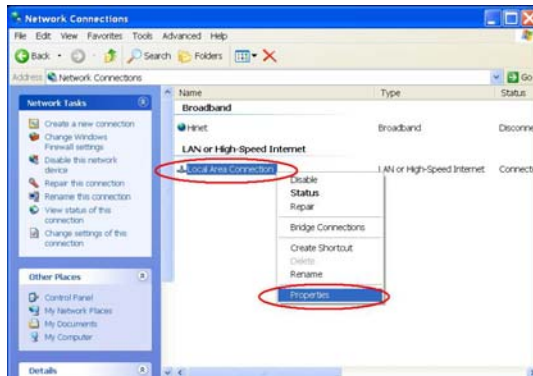 Network Connections
File Edit View Favorites Tools Advanced Help
Back Search Folders
Address Network Connections Go
Network Tasks
Create a new connection
Change Windows
Firewall settings
Disable this network
device
Repair this connection
Rename this connection
View status of this
connection
Change settings of this
connection
Other Places
Control Panel
My Network Places
My Documents
My Computer
Details
Name Type Status
Broadband
Hinet Broadband Disconne
LAN or High-Speed Internet
Local Area Connection LAN or High-Speed Internet Connect
Disable
Status
Repair
Bridge Connections
Create Shortcut
Delete
Rename
Properties